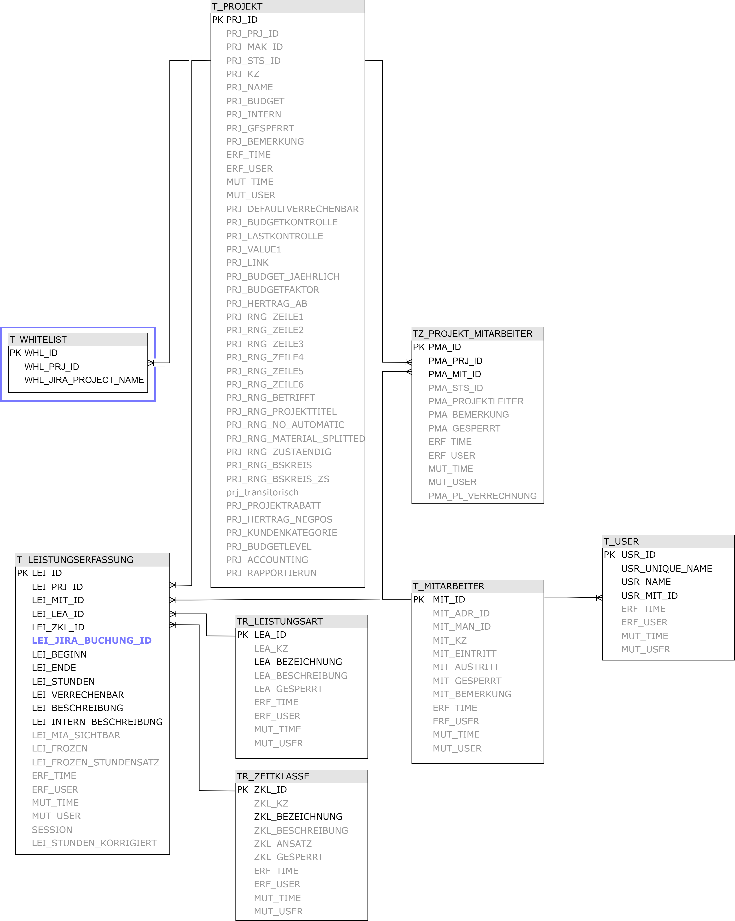 T_PROJEKT
PK PRJ_ID
PRJ_PRJ_ID
PRJ_MAK_ID
PRJ_STS_ID
PRJ_KZ
PRJ_NAME
PRJ_BUDGET
PRJ_INTERN
PRJ_GESPERRT
PRJ_BEMERKUNG
ERF_TIME
ERF_USER
MUT_TIME
MUT_USER
PRJ_DEFAULTVERRECHENBAR
PRJ_BUDGETKONTROLLE
PRJ_LASTKONTROLLE
PRJ_VALUE1
PRJ_LINK
PRJ_BUDGET_JAEHRLICH
PRJ_BUDGETFAKTOR
PRJ_HERTRAG_AB
PRJ_RNG_ZEILE1
PRJ_RNG_ZEILE2
PRJ_RNG_ZEILE3
PRJ_RNG_ZEILE4
PRJ_RNG_ZEILE5
PRJ_RNG_ZEILE6
PRJ_RNG_BETRIFFT
PRJ_RNG_PROJEKTTITEL
PRJ_RNG_NO_AUTOMATIC
PRJ_RNG_MATERIAL_SPLITTED
PRJ_RNG_ZUSTAENDIG
PRJ_RNG_BSKREIS
PRJ_RNG_BSKREIS_ZS
prj_transitorisch
PRJ_PROJEKTRABATT
PRJ_HERTRAG_NEGPOS
PRJ_KUNDENKATEGORIE
PRJ_BUDGETLEVEL
PRJ_ACCOUNTING
PRJ_RAPPORTIERUN
T_WHITELIST
PK WHL_ID
WHL_PRJ_ID
WHL_JIRA_PROJECT_NAME
TZ_PROJEKT_MITARBEITER
PK PMA_ID
PMA_PRJ_ID
PMA_MIT_ID
PMA_STS_ID
PMA_PROJEKTLEITER
PMA_BEMERKUNG
PMA_GESPERRT
ERF_TIME
ERF_USER
MUT_TIME
MUT_USER
PMA_PL_VERRECHNUNG
T_LEISTUNGSERFASSUNG
PK LEI_ID
LEI_PRJ_ID
LEI_MIT_ID
LEI_LEA_ID
LEI_ZKL_ID
LEI_JIRA_BUCHUNG_ID
LEI_BEGINN
LEI_ENDE
LEI_STUNDEN
LEI_VERRECHENBAR
LEI_BESCHREIBUNG
LEI_INTERN_BESCHREIBUNG
LEI_MIA_SICHTBAR
LEI_FROZEN
LEI_FROZEN_STUNDENSATZ
ERF_TIME
ERF_USER
MUT_TIME
MUT_USER
SESSION
LEI_STUNDEN_KORRIGIERT
TR_LEISTUNGSART
PK LEA_ID
LEA_KZ
LEA_BEZEICHNUNG
LEA_BESCHREIBUNG
LEA_GESPERRT
ERF_TIME
ERF_USER
MUT_TIME
MUT_USER
TR_ZEITKLASSE
PK ZKL_ID
ZKL_KZ
ZKL_BEZEICHNUNG
ZKL_BESCHREIBUNG
ZKL_ANSATZ
ZKL_GESPERRT
ERF_TIME
ERF_USER
MUT_TIME
MUT_USER
T_MITARBEITER
PK MIT_ID
MIT_ADR_ID
MIT_MAN_ID
MIT_KZ
MIT_EINTRITT
MIT_AUSTRITT
MIT_GESPERRT
MIT_BEMERKUNG
ERF_TIME
ERF_USER
MUT_TIME
MUT_USER
T_USER
PK USR_ID
USR_UNIQUE_NAME
USR_NAME
USR_MIT_ID
ERF_TIME
ERF_USER
MUT_TIME
MUT_USER